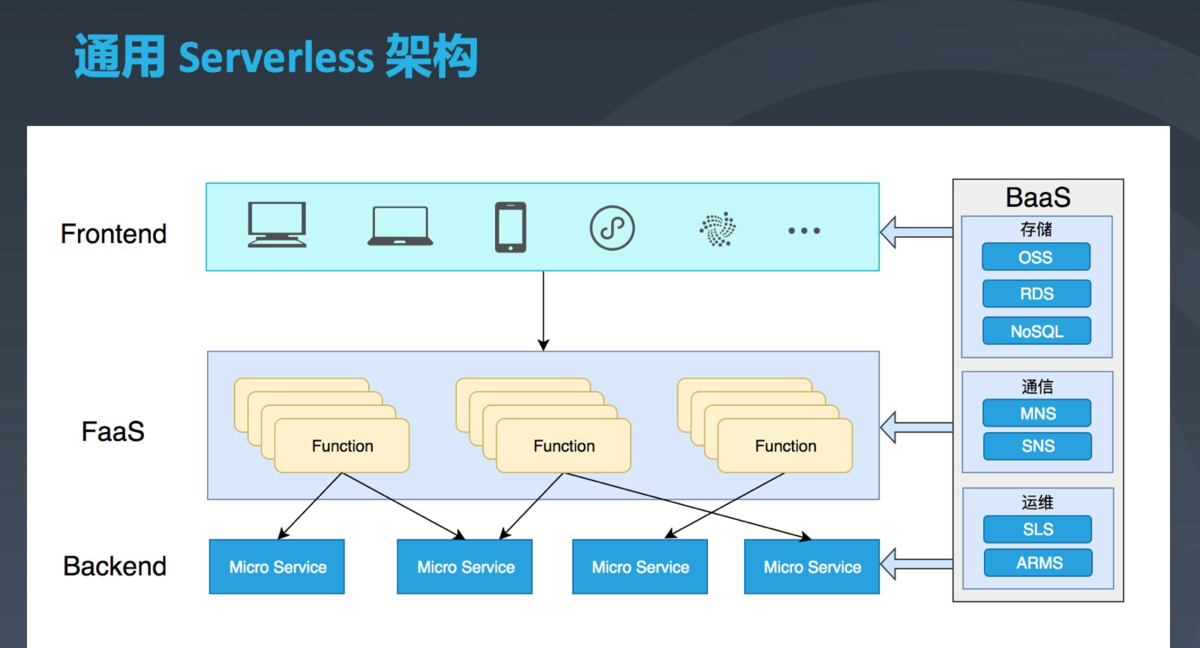 通用 Serverless 架构
Frontend
FaaS
Function
Function
Function
Backend
Micro Service
Micro Service
Micro Service
Micro Service
BaaS
存储
OSS
RDS
NoSQL
通信
MNS
SNS
运维
SLS
ARMS